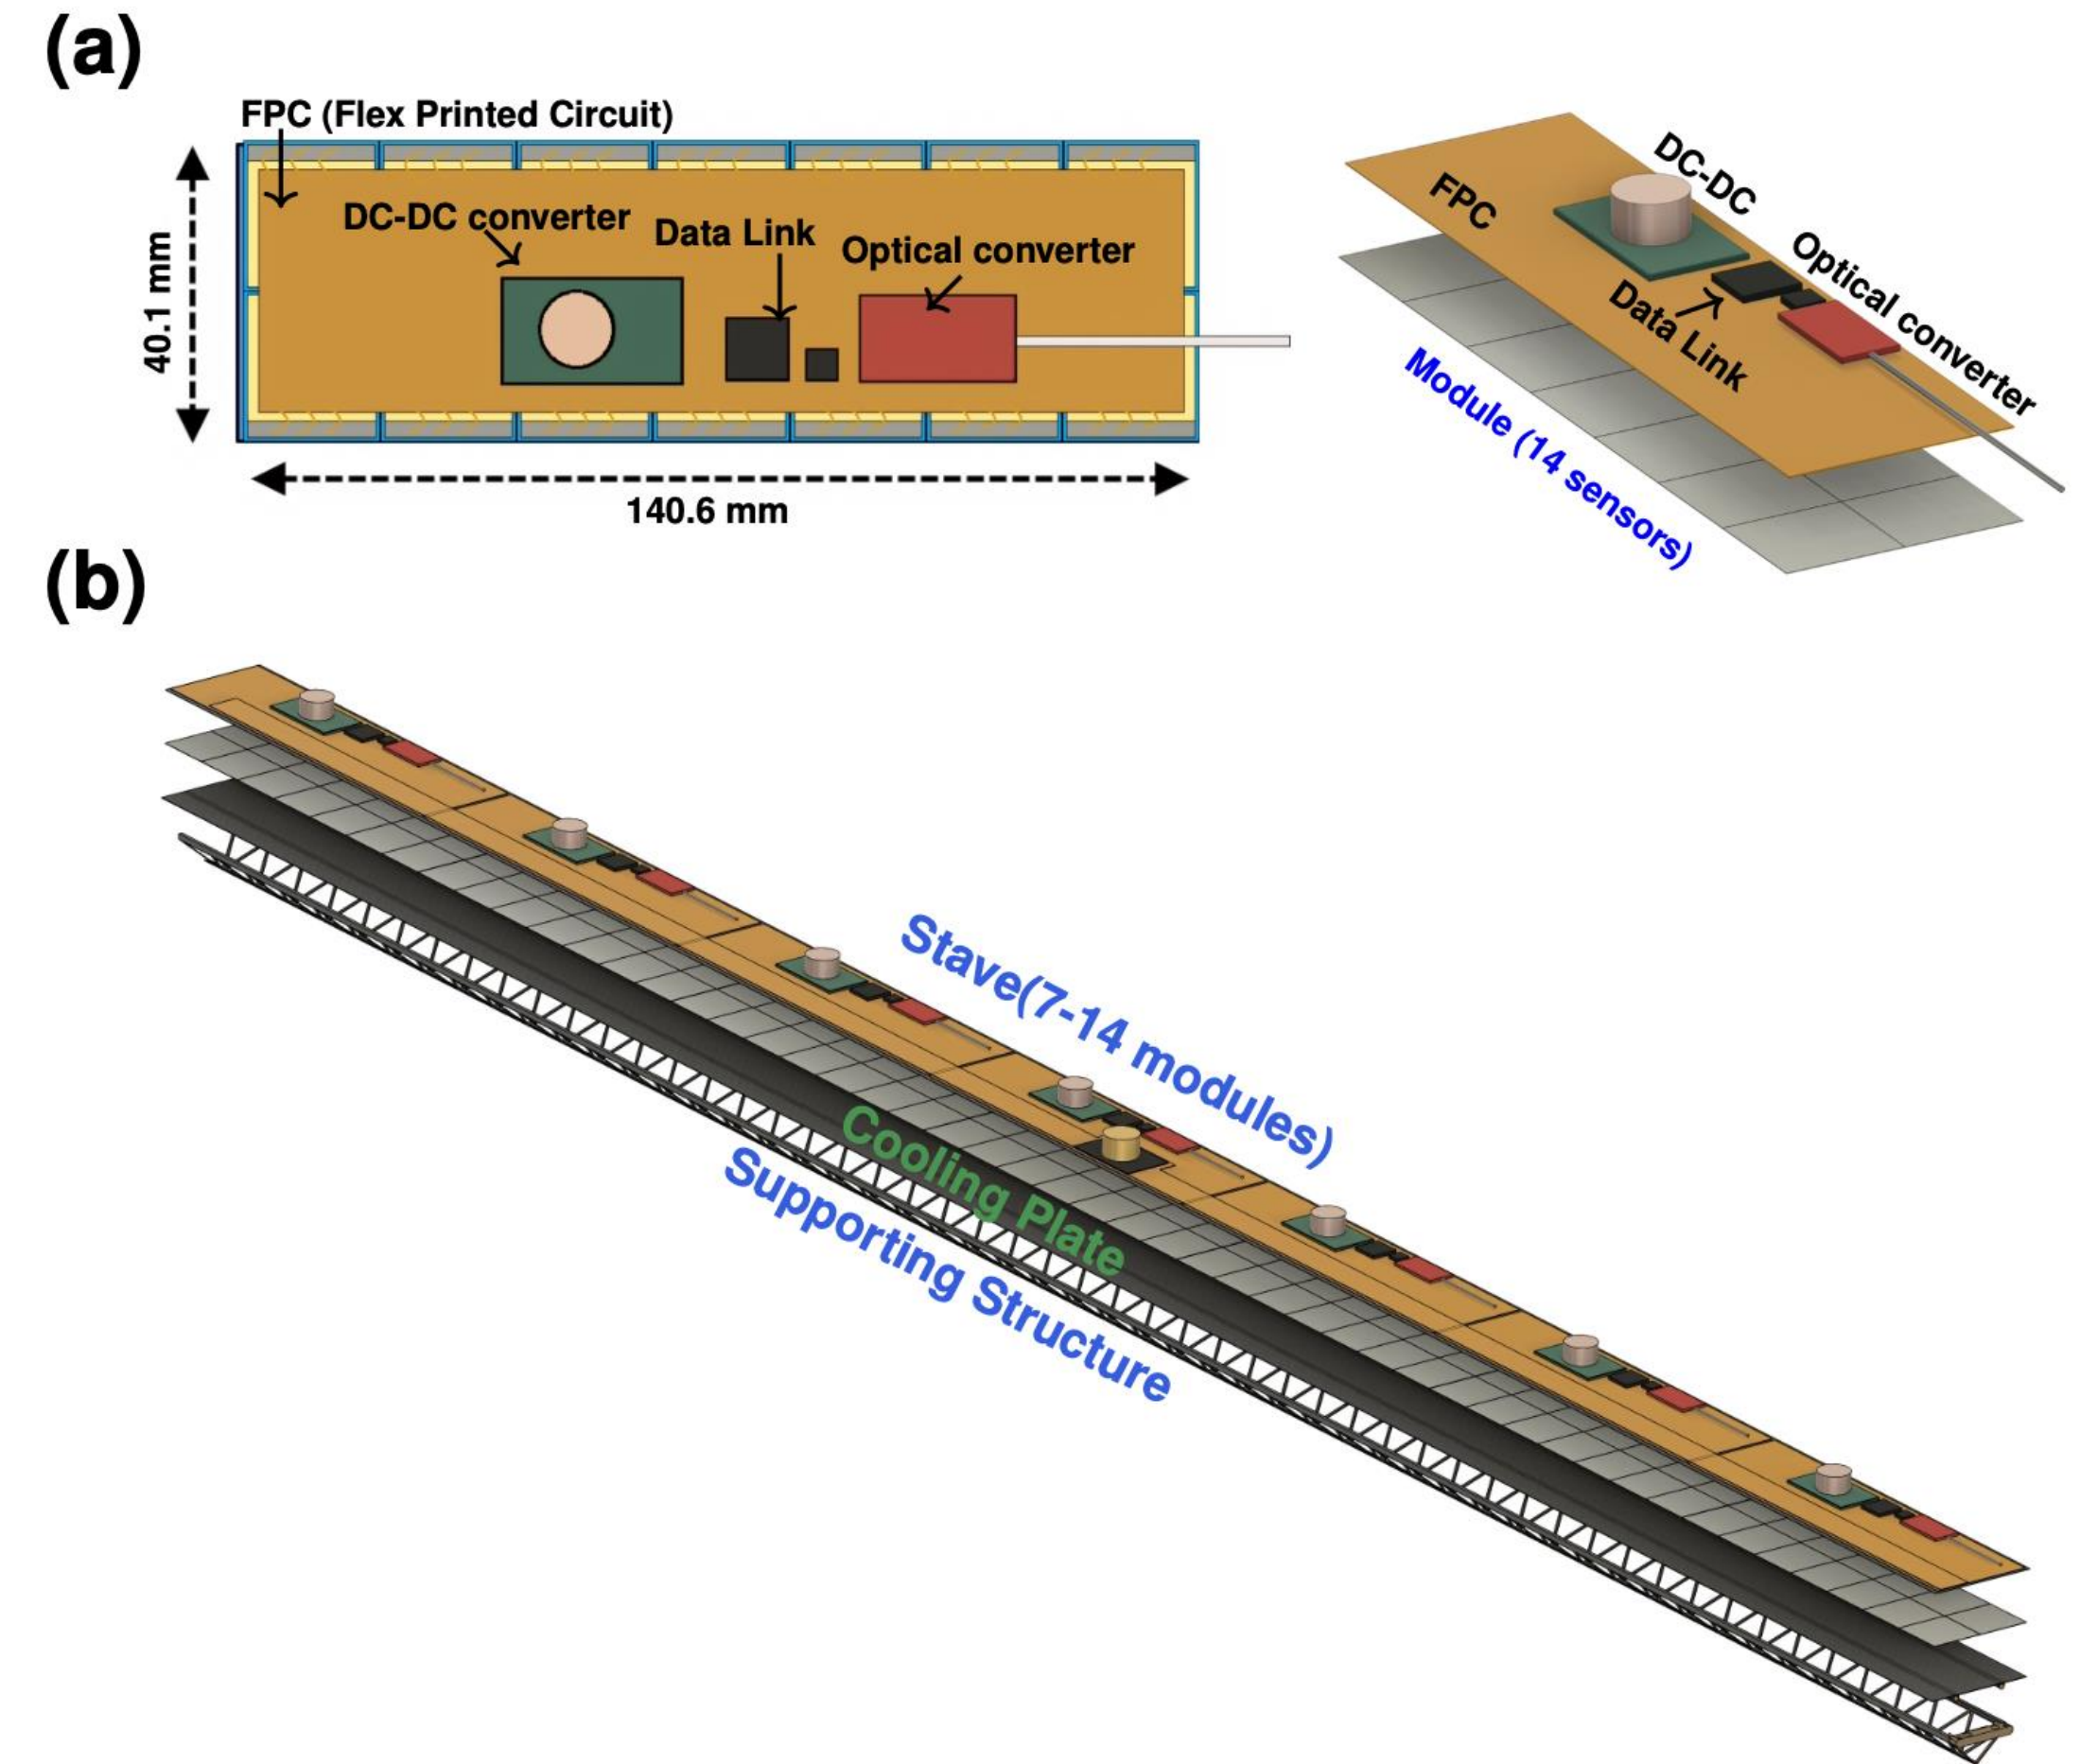 (a)
FPC (Flex Printed Circuit)
DC-DC converter
Data Link
Optical converter
40.1 mm
140.6 mm
FPC
DC-DC
Optical converter
Data Link
Module (14 sensors)
(b)
Stave(7-14 modules)
Cooling Plate
Supporting Structure